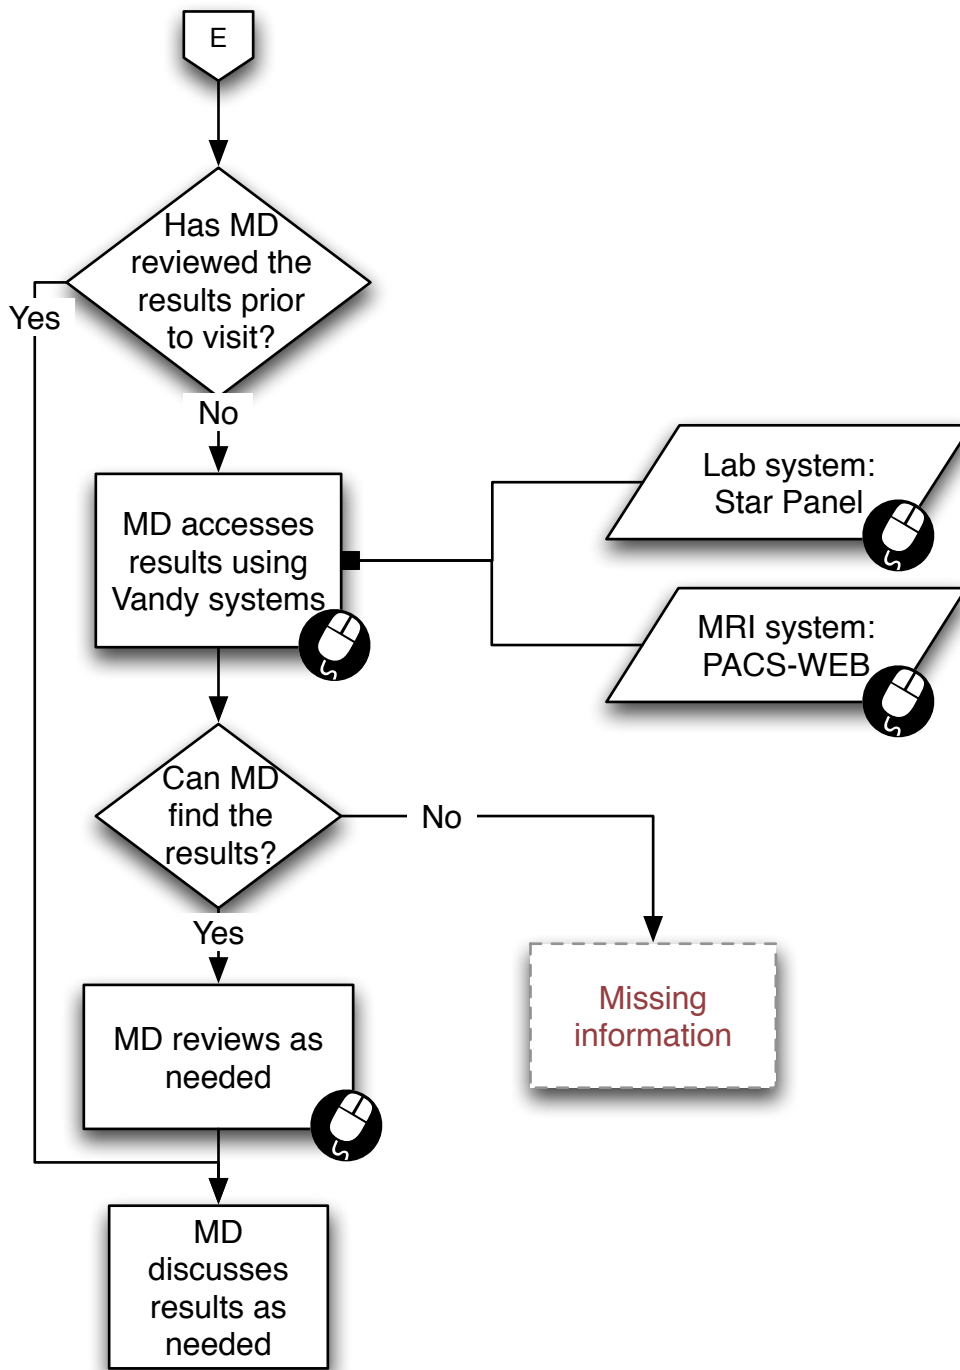 E
Has MD
reviewed the
results prior
to visit?
Yes
No
MD accesses
results using
Vandy systems
Lab system:
Star Panel
MRI system:
PACS-WEB
Can MD
find the
results?
No
Yes
Missing
information
MD reviews as
needed
MD
discusses
results as
needed